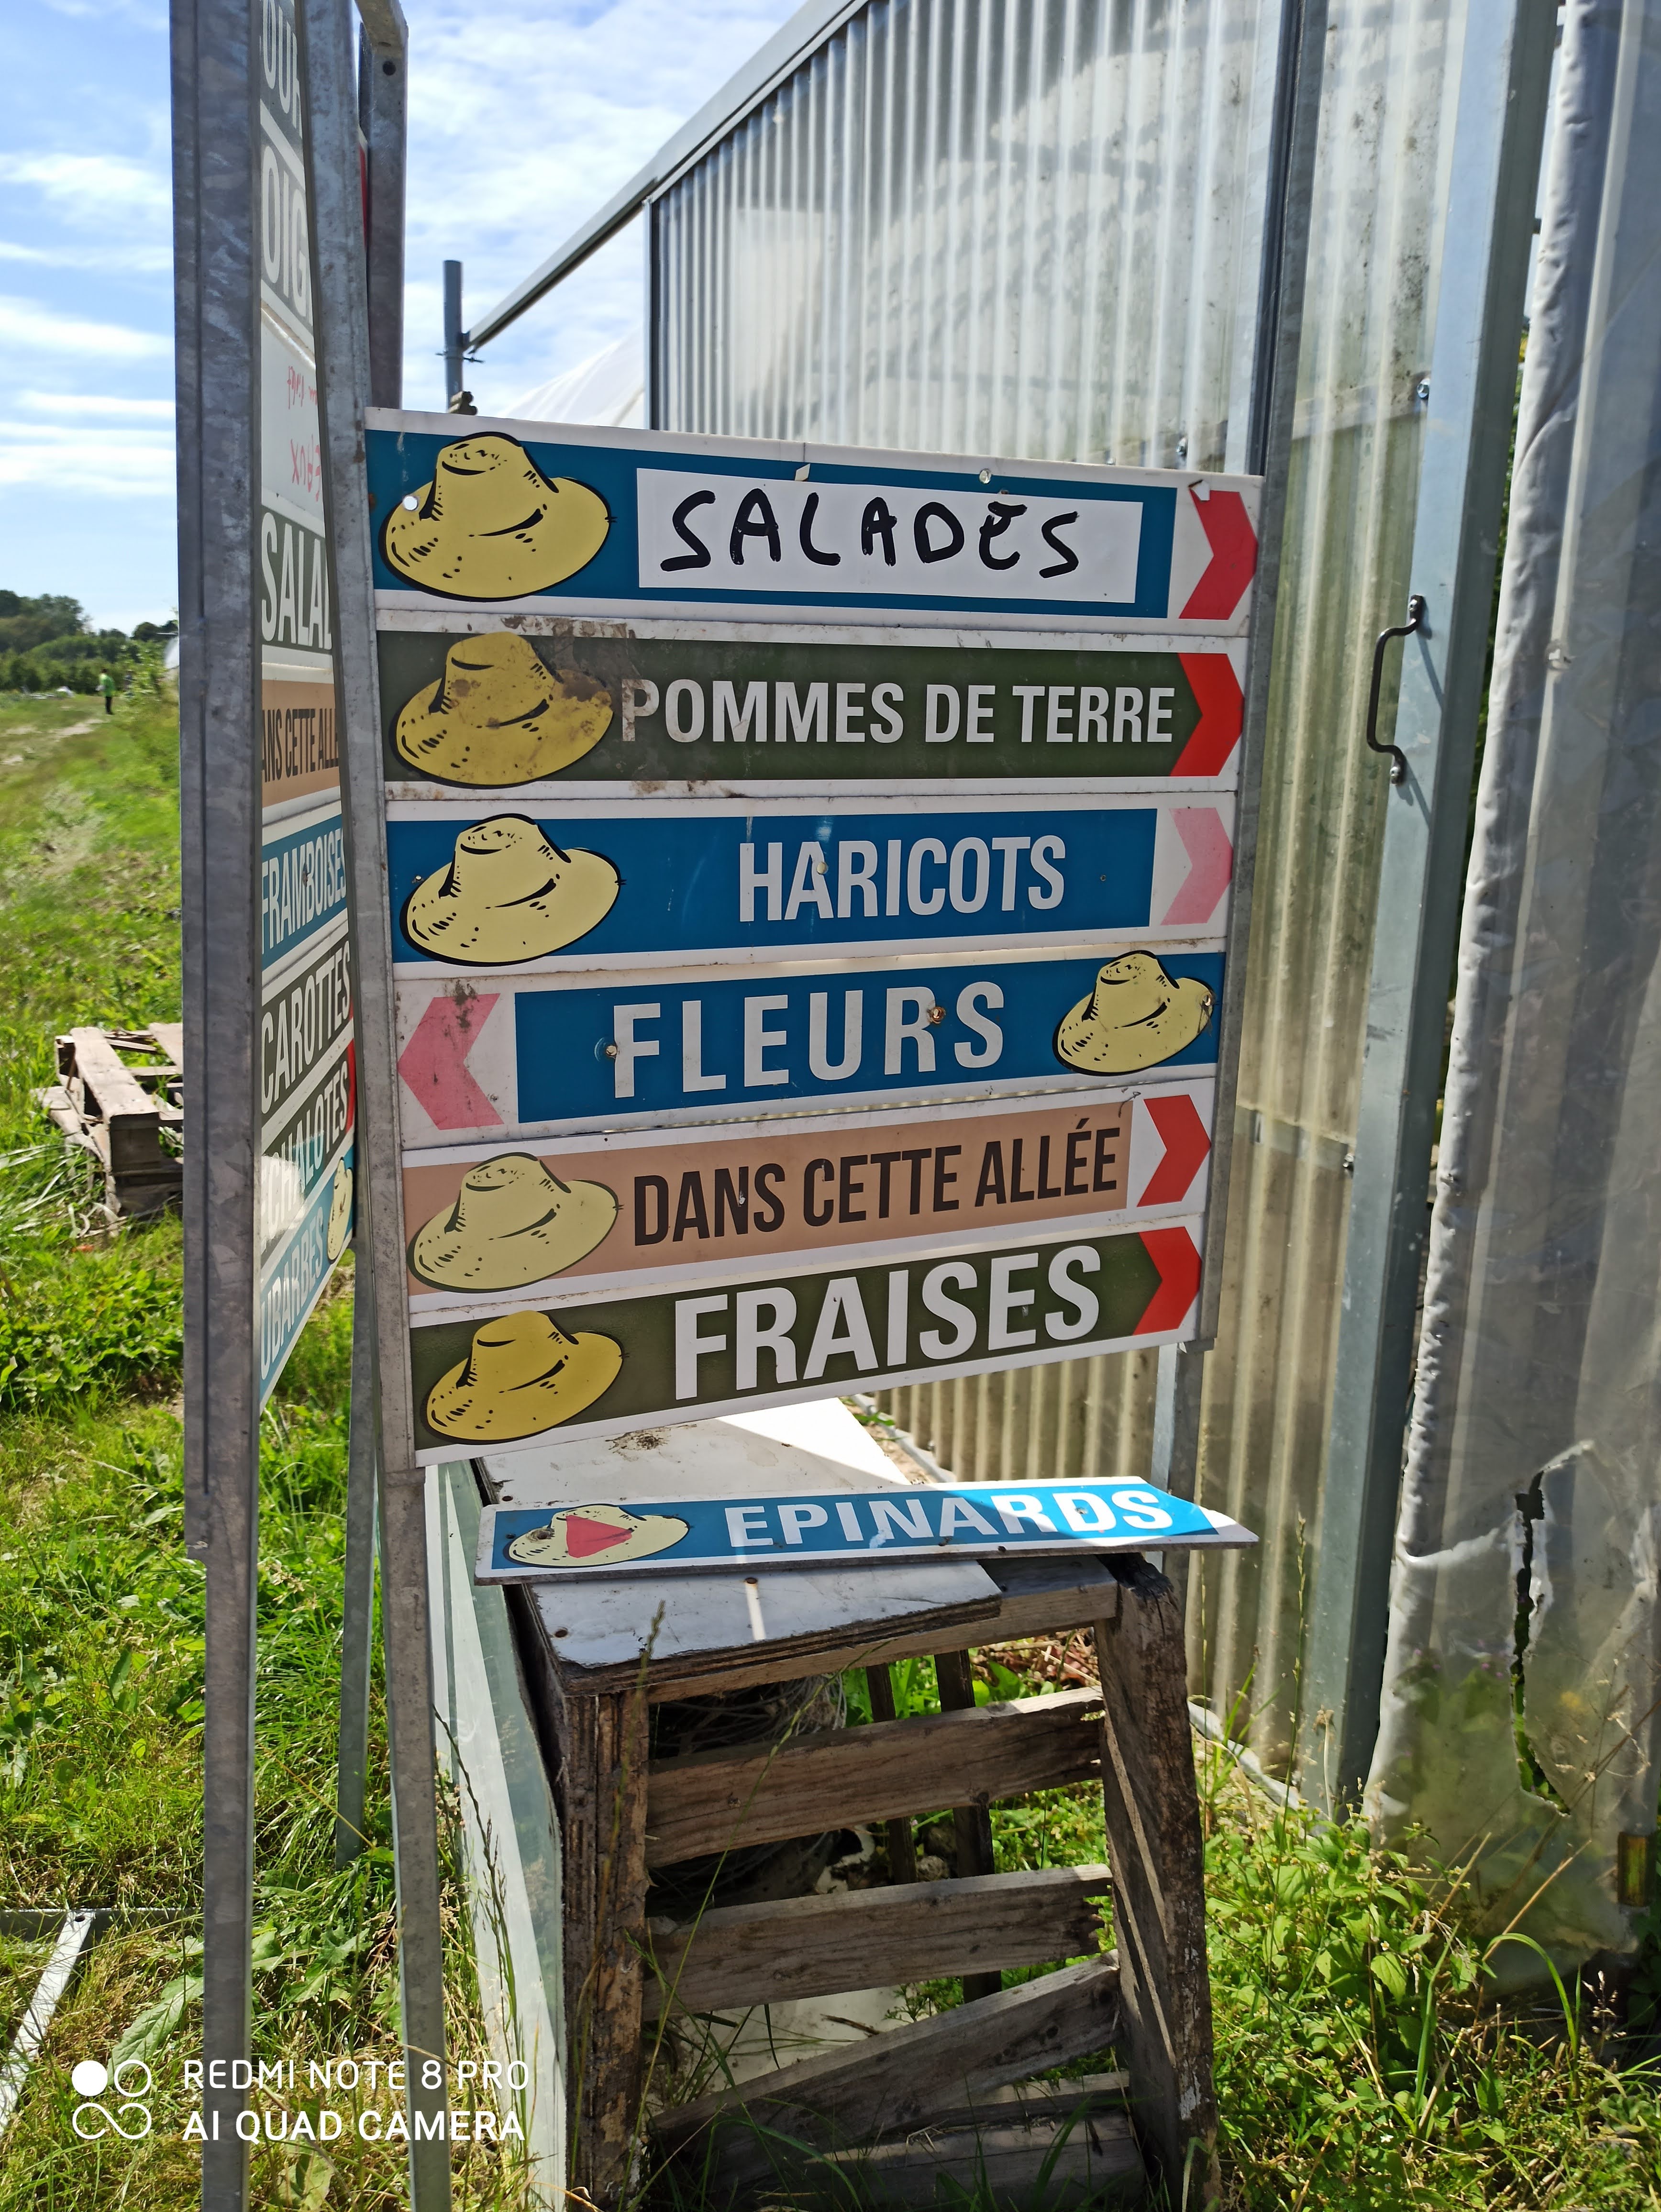 SALADES
POMMES DE TERRE
HARICOTS
FLEURS
DANS CETTE ALLÉE
FRAISES
EPINARDS
FRAMBOISES
CAROTTES
REDMI NOTE 8 PRO
AI QUAD CAMERA